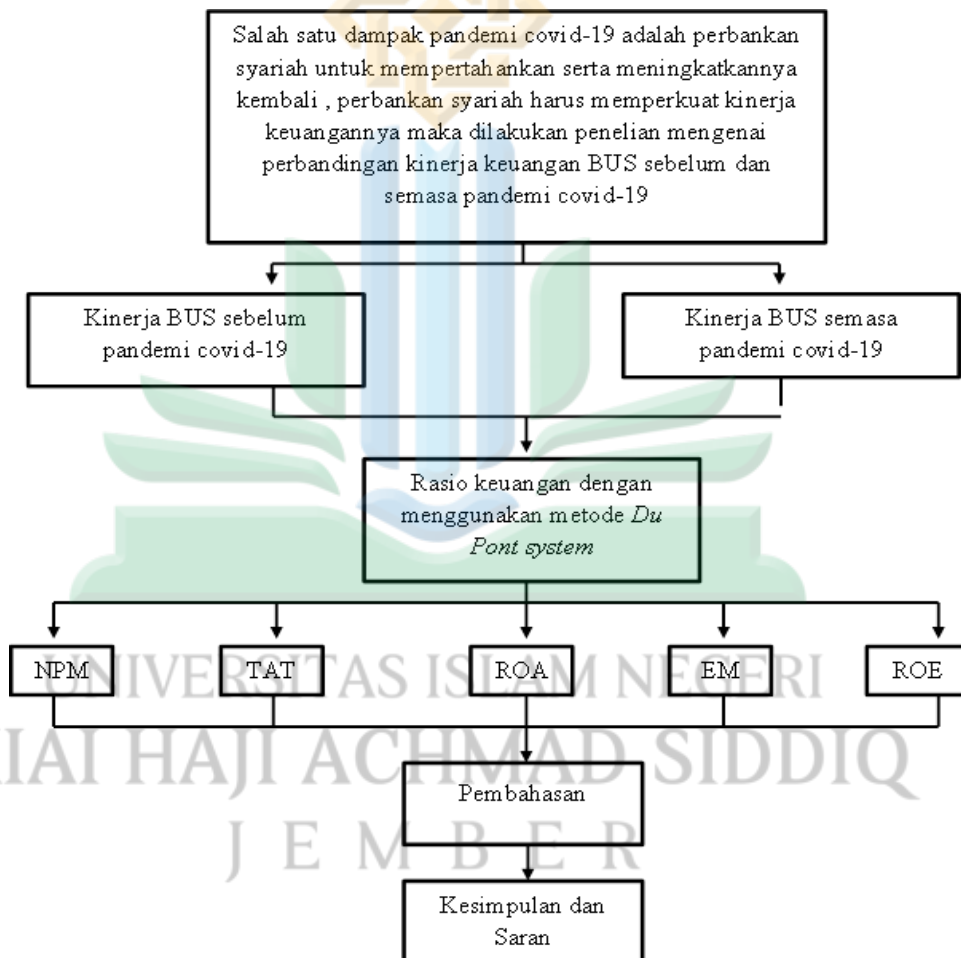 Salah satu dampak pandemi covid-19 adalah perbankan
syariah untuk mempertahankan serta meningkatkannya
kembali , perbankan syariah harus memperkuat kinerja
keuangannya maka dilakukan penelian mengenai
perbandingan kinerja keuangan BUS sebelum dan
semasa pandemi covid-19
Kinerja BUS sebelum
pandemi covid-19
Kinerja BUS semasa
pandemi covid-19
Rasio keuangan dengan
menggunakan metode Du
Pont system
NPM
TAT
ROA
EM
ROE
UNIVERSITAS ISLAM NEGERI
KIAI HAJI ACHMAD SIDDIQ
Pembahasan
JEMBER
Kesimpulan dan
Saran